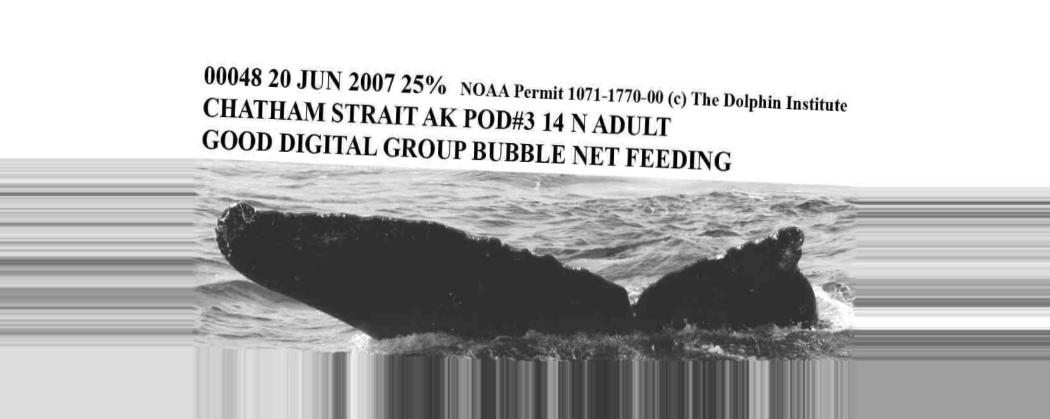 00048 20 JUN 2007 25% NOAA Permit 1071-1770-00 (c) The Dolphin Institute
CHATHAM STRAIT AK POD#3 14 N ADULT
GOOD DIGITAL GROUP BUBBLE NET FEEDING